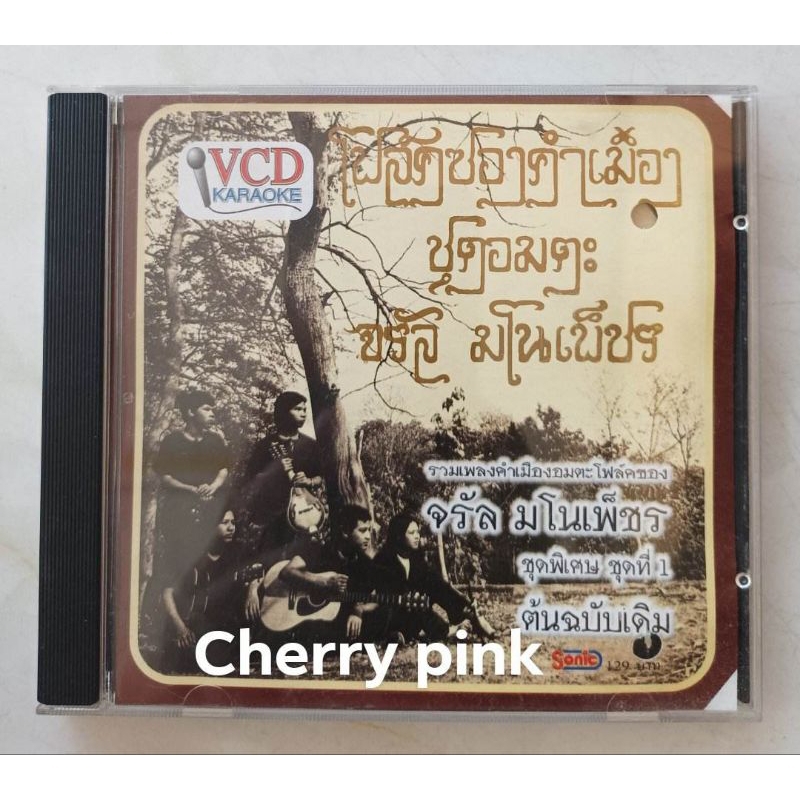 VCD
KARAOKE
โฟล์คซองคำเมือง
ชุดอมตะ
จรัล มโนเพ็ชร
รวมเพลงคำเมืองอมตะโฟล์คของ
จรัล มโนเพ็ชร
ชุดพิเศษ ชุดที่ 1
ต้นฉบับเดิม
Cherry pink
Sonic
129 บาท